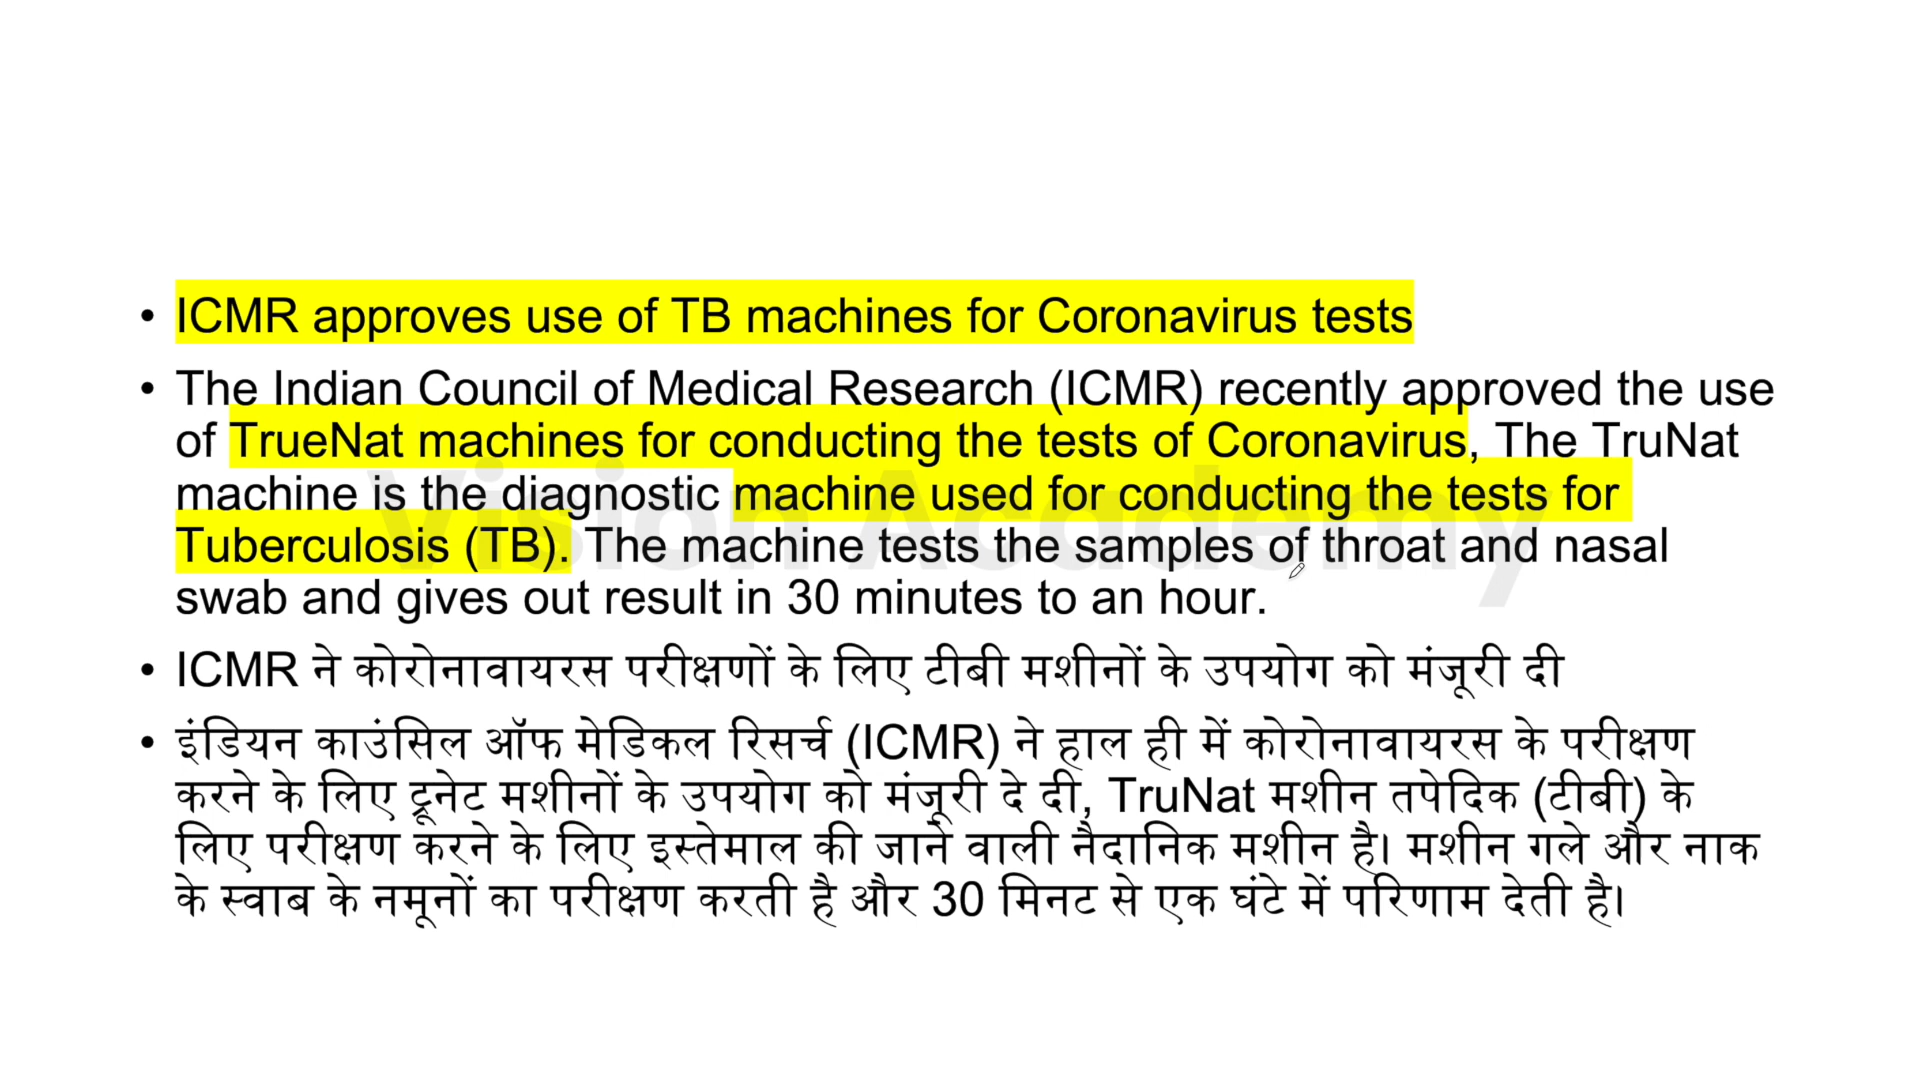 • ICMR approves use of TB machines for Coronavirus tests
• The Indian Council of Medical Research (ICMR) recently approved the use
of TrueNat machines for conducting the tests of Coronavirus, The TruNat
machine is the diagnostic machine used for conducting the tests for
Tuberculosis (TB). The machine tests the samples of throat and nasal
swab and gives out result in 30 minutes to an hour.
Vision Academy
• ICMR ने कोरोनावायरस परीक्षणों के लिए टीबी मशीनों के उपयोग को मंजूरी दी
• इंडियन काउंसिल ऑफ मेडिकल रिसर्च (ICMR) ने हाल ही में कोरोनावायरस के परीक्षण
करने के लिए ट्रूनेट मशीनों के उपयोग को मंजूरी दे दी, TruNat मशीन तपेदिक (टीबी) के
लिए परीक्षण करने के लिए इस्तेमाल की जाने वाली नैदानिक मशीन है। मशीन गले और नाक
के स्वाब के नमूनों का परीक्षण करती है और 30 मिनट से एक घंटे में परिणाम देती है।